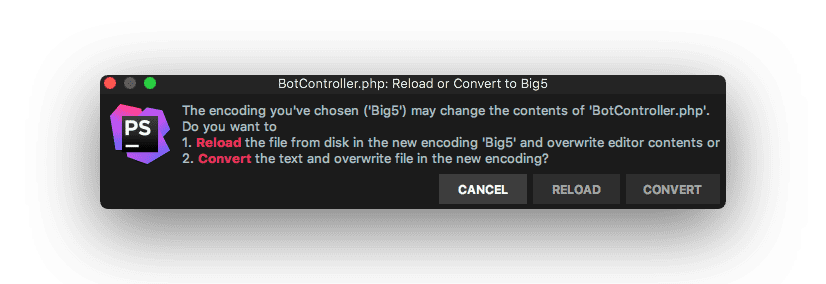 BotController.php: Reload or Convert to Big5
PS
The encoding you've chosen ('Big5') may change the contents of 'BotController.php'.
Do you want to
1. Reload the file from disk in the new encoding 'Big5' and overwrite editor contents or
2. Convert the text and overwrite file in the new encoding?
CANCEL RELOAD CONVERT